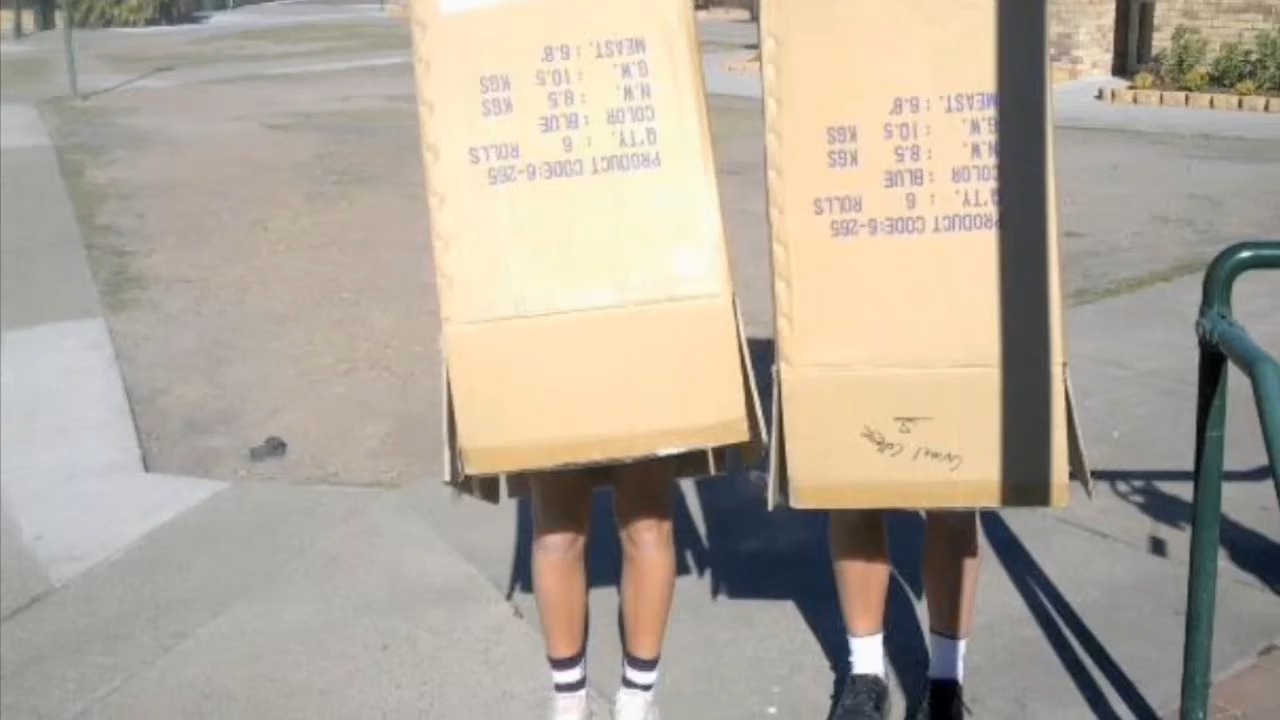 PRODUCT CODE:6-265
Q'TY. : 6 ROLLS
COLOR : BLUE
N.W. : 8.5 KGS
G.W. : 10.5 KGS
MEAST. : 6.8'
PRODUCT CODE:6-265
Q'TY. : 6 ROLLS
COLOR : BLUE
N.W. : 8.5 KGS
G.W. : 10.5 KGS
MEAST. : 6.8'